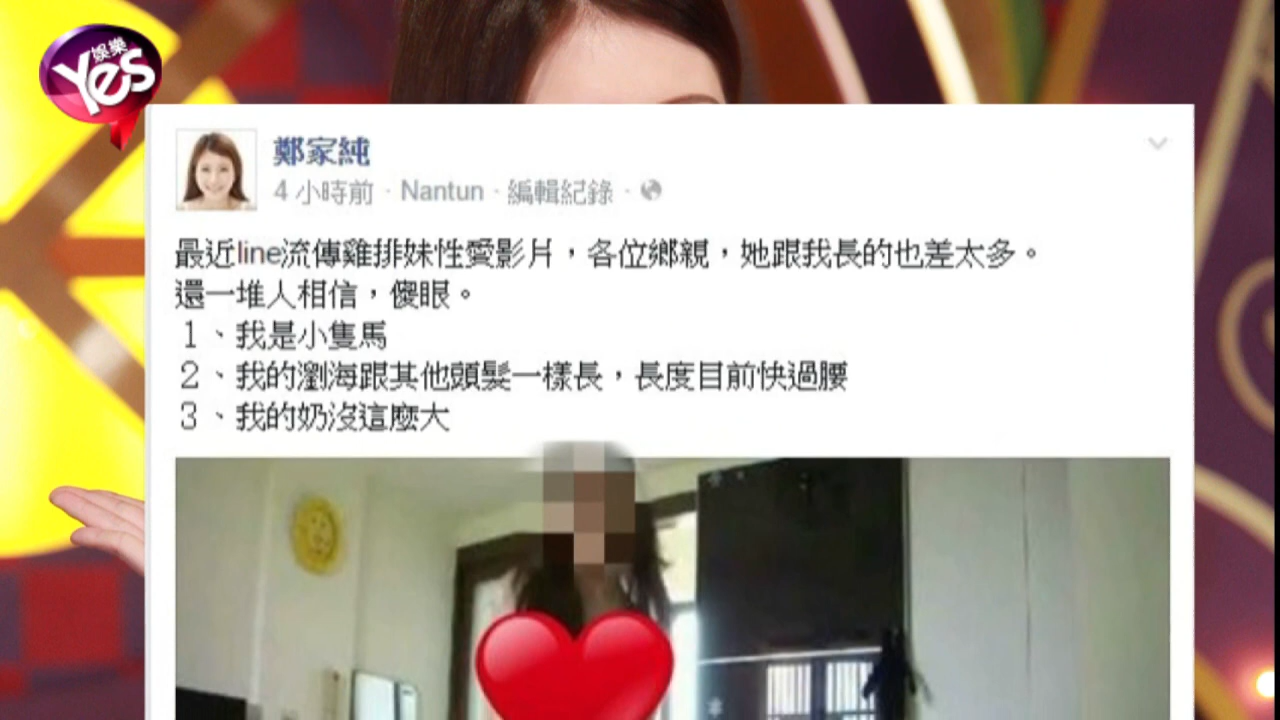 娛樂
Yes
鄭家純
4 小時前 · Nantun · 編輯紀錄 ·
最近line流傳雞排妹性愛影片，各位鄉親，她跟我長的也差太多。
還一堆人相信，傻眼。
１、我是小隻馬
２、我的瀏海跟其他頭髮一樣長，長度目前快過腰
３、我的奶沒這麼大